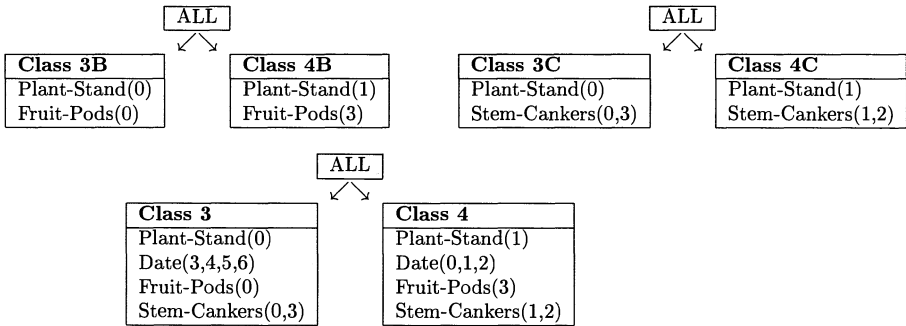 ALL
Class 3B
Plant-Stand(0)
Fruit-Pods(0)
Class 4B
Plant-Stand(1)
Fruit-Pods(3)
ALL
Class 3C
Plant-Stand(0)
Stem-Cankers(0,3)
Class 4C
Plant-Stand(1)
Stem-Cankers(1,2)
ALL
Class 3
Plant-Stand(0)
Date(3,4,5,6)
Fruit-Pods(0)
Stem-Cankers(0,3)
Class 4
Plant-Stand(1)
Date(0,1,2)
Fruit-Pods(3)
Stem-Cankers(1,2)